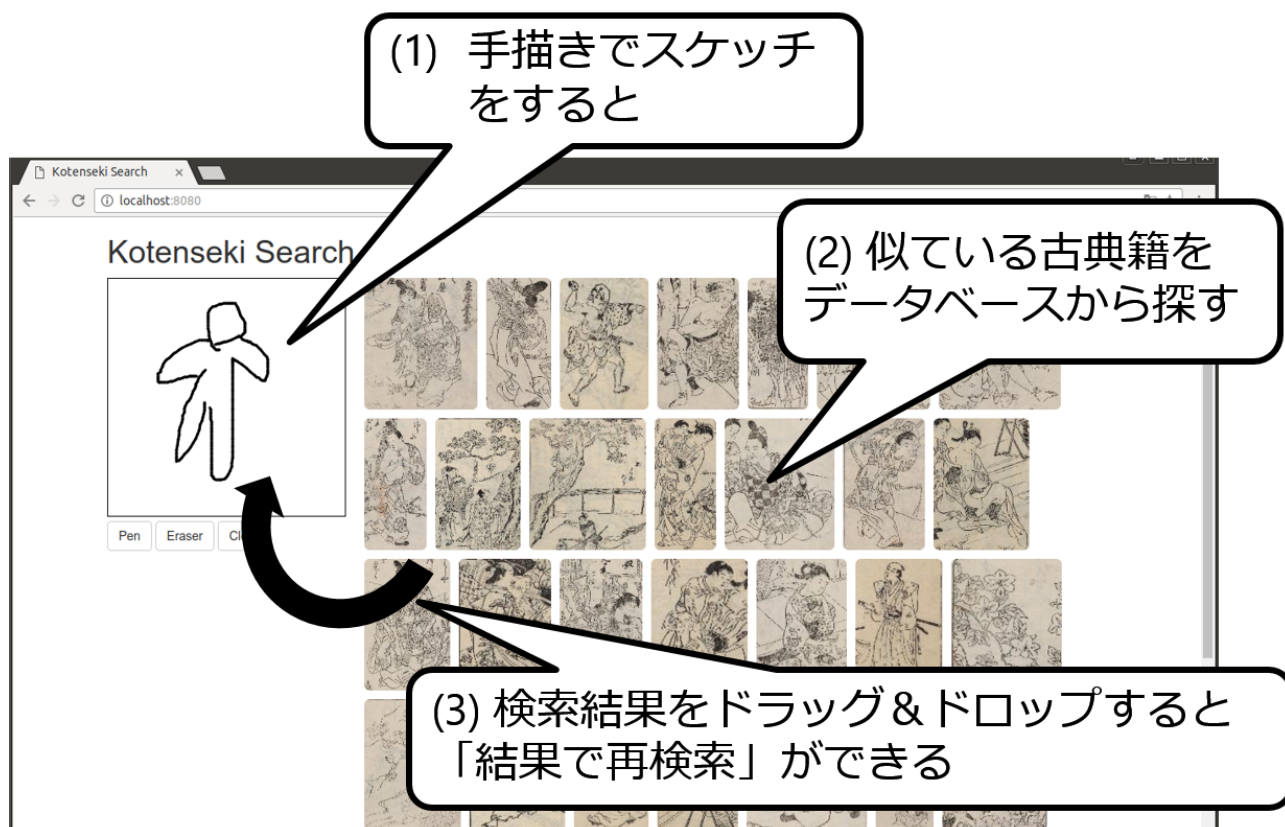 (1) 手描きでスケッチ
をすると
Kotenseki Search
localhost:8080
Kotenseki Search
(2) 似ている古典籍を
データベースから探す
Pen
Eraser
(3) 検索結果をドラッグ＆ドロップすると
「結果で再検索」ができる